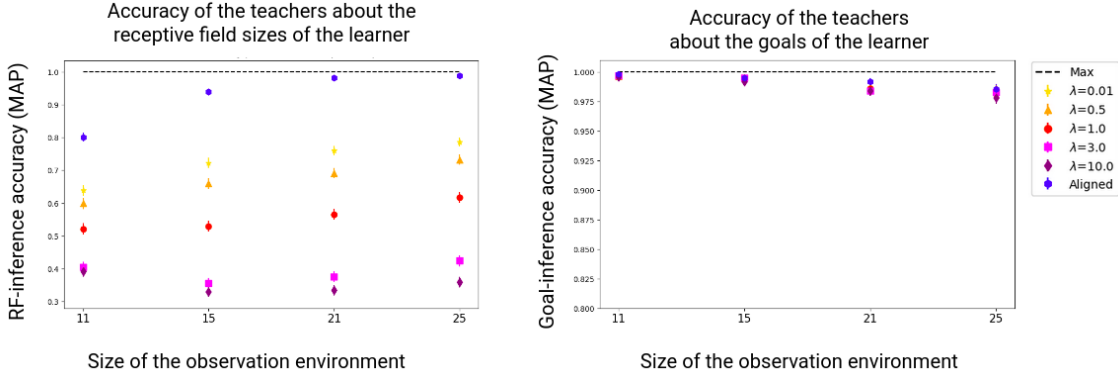 Accuracy of the teachers about the
receptive field sizes of the learner
RF-inference accuracy (MAP)
1.0
0.9
0.8
0.7
0.6
0.5
0.4
0.3
11
15
21
25
Size of the observation environment
Accuracy of the teachers
about the goals of the learner
Goal-inference accuracy (MAP)
1.000
0.975
0.950
0.925
0.900
0.875
0.850
0.825
0.800
11
15
21
25
Size of the observation environment
Max
λ=0.01
λ=0.5
λ=1.0
λ=3.0
λ=10.0
Aligned